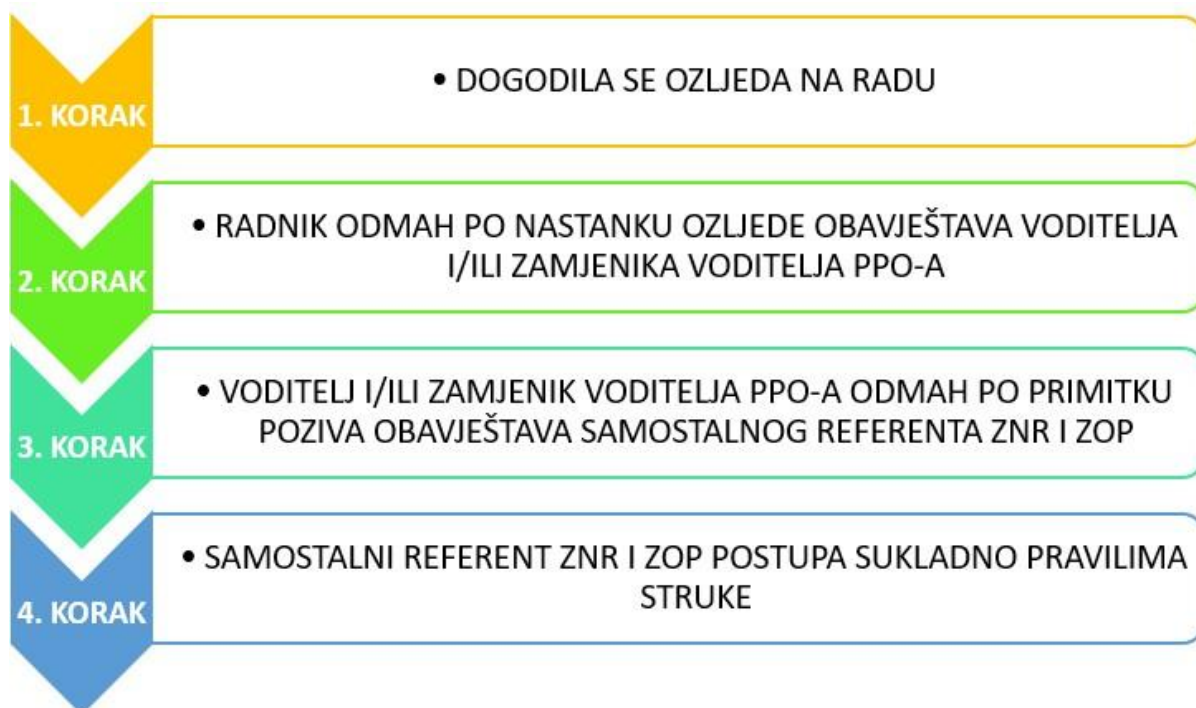 1. KORAK
• DOGODILA SE OZLJEDA NA RADU
2. KORAK
• RADNIK ODMAH PO NASTANKU OZLJEDE OBAVJEŠTAVA VODITELJA
I/ILI ZAMJENIKA VODITELJA PPO-A
3. KORAK
• VODITELJ I/ILI ZAMJENIK VODITELJA PPO-A ODMAH PO PRIMITKU
POZIVA OBAVJEŠTAVA SAMOSTALNOG REFERENTA ZNR I ZOP
4. KORAK
• SAMOSTALNI REFERENT ZNR I ZOP POSTUPA SUKLADNO PRAVILIMA
STRUKE